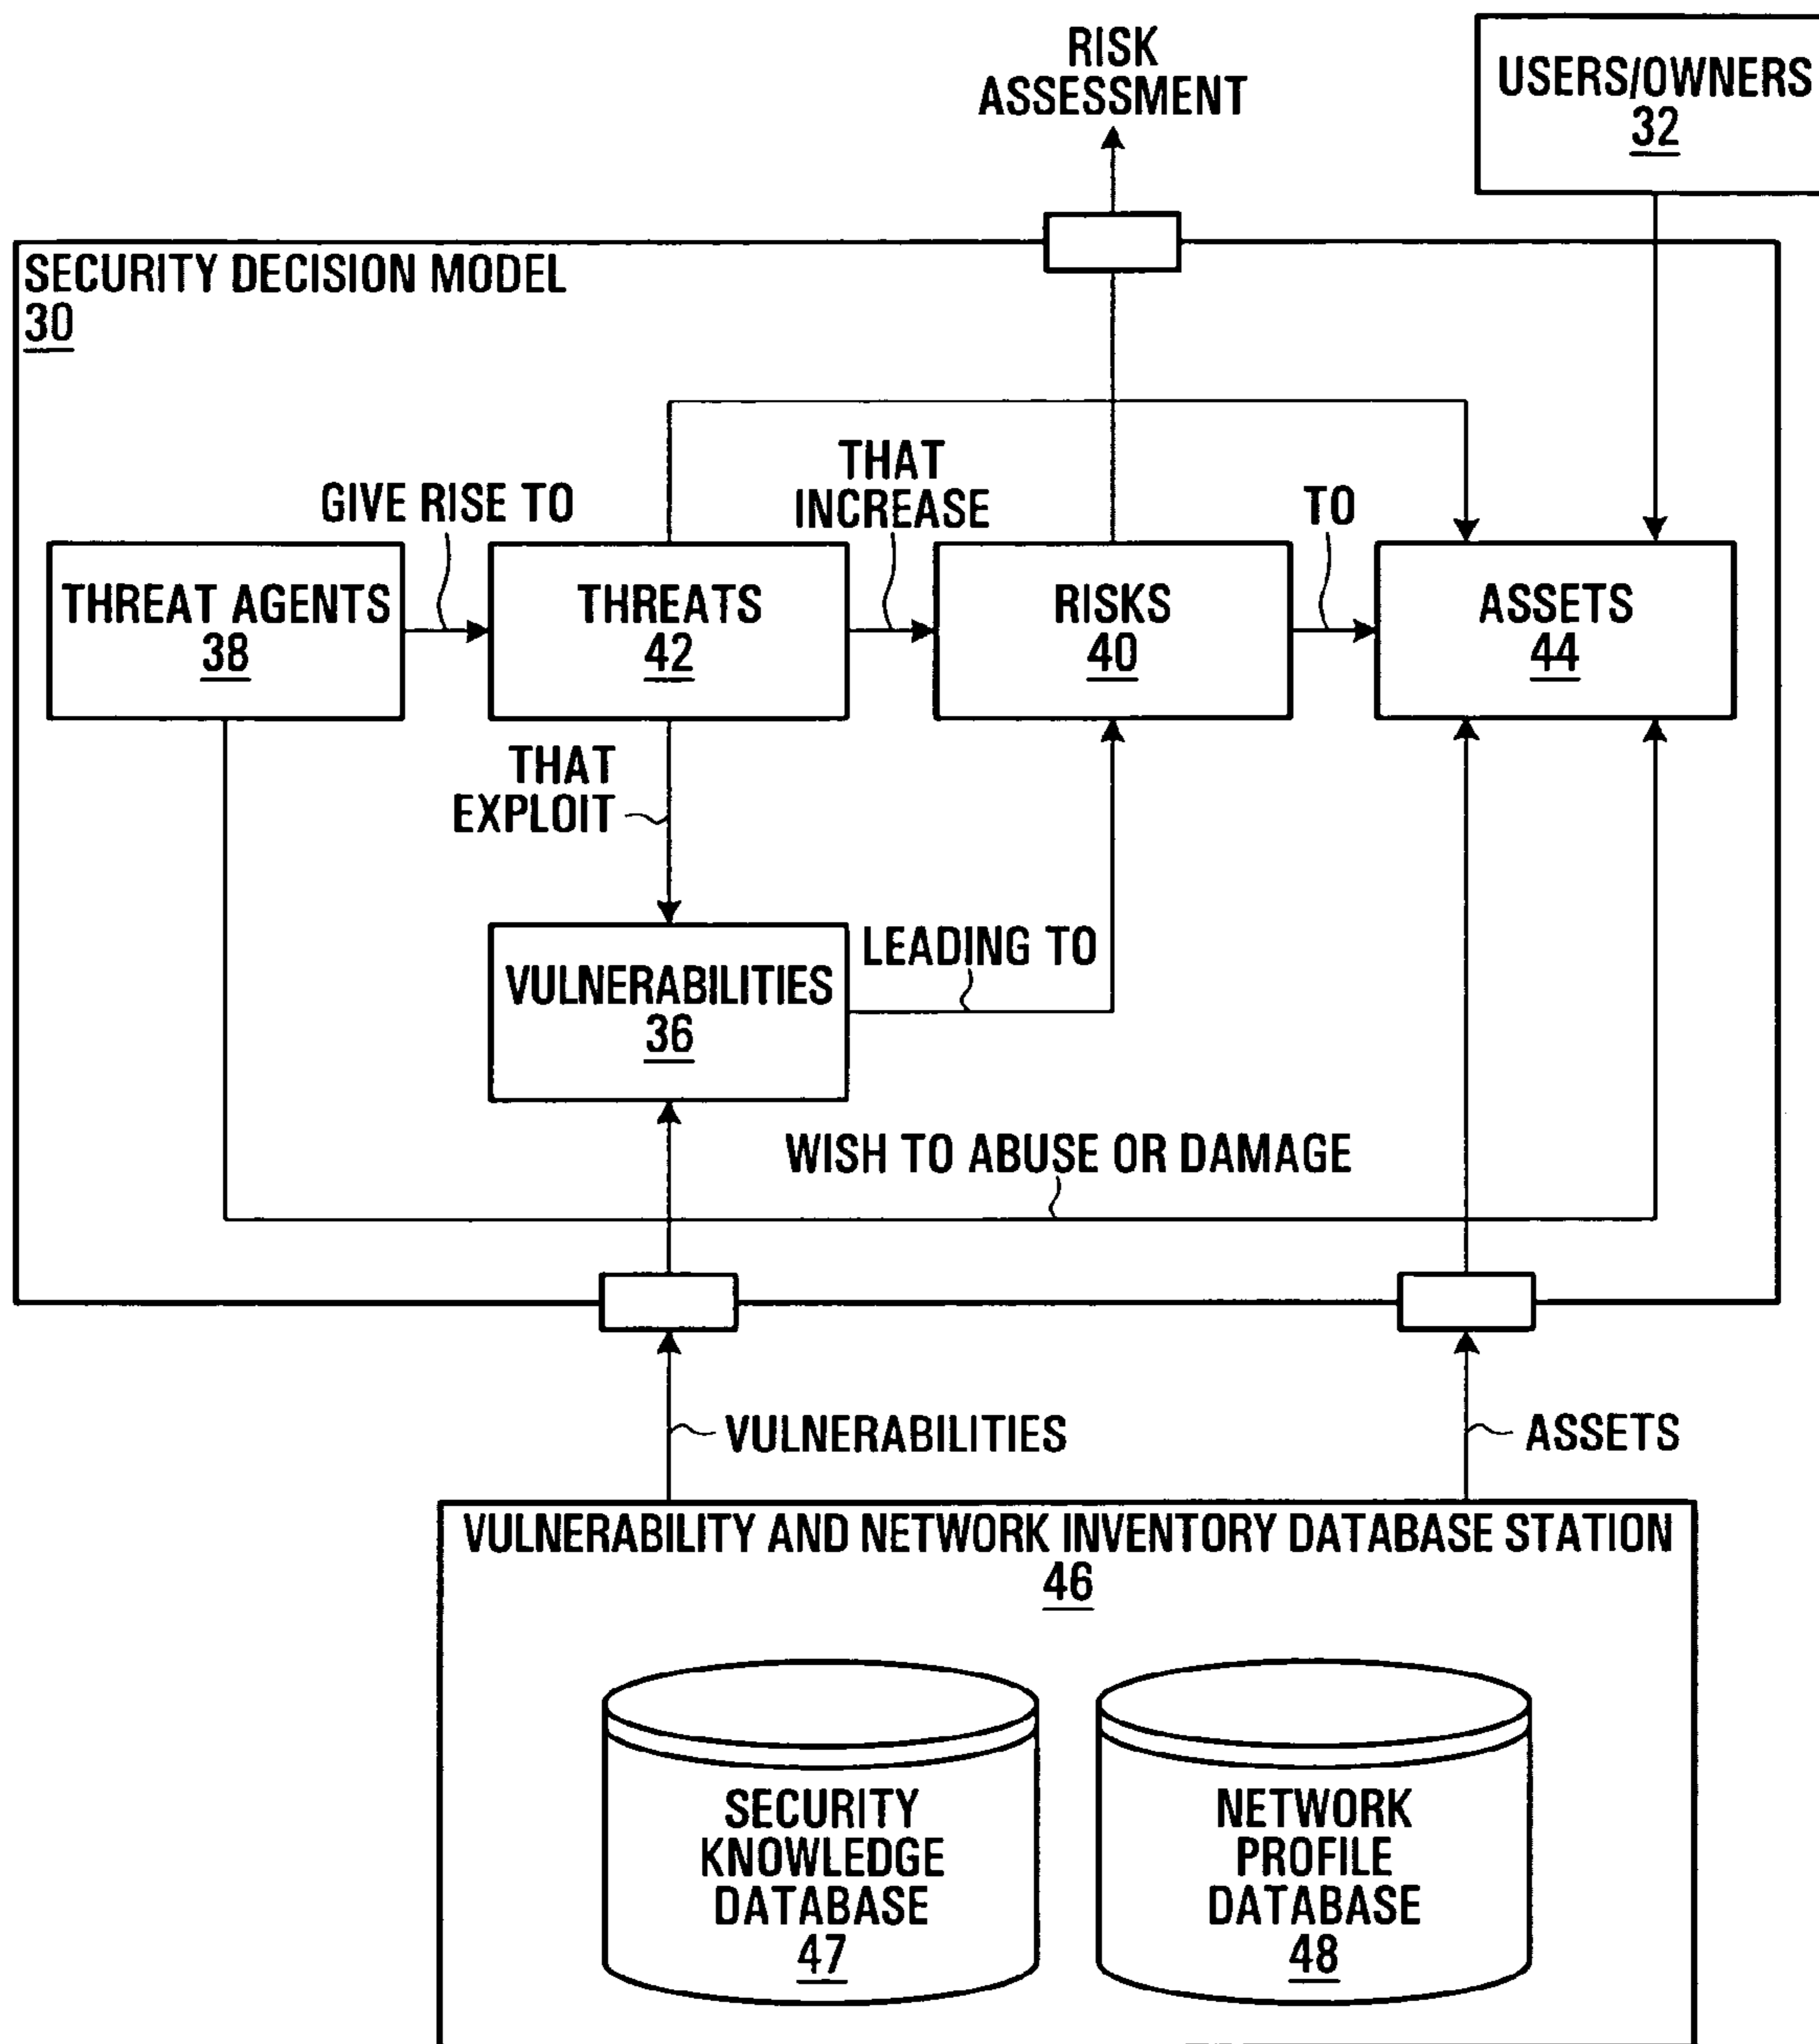 RISK
ASSESSMENT
USERS/OWNERS
32
SECURITY DECISION MODEL
30
GIVE RISE TO
THAT
INCREASE
TO
THREAT AGENTS
38
THREATS
42
RISKS
40
ASSETS
44
THAT
EXPLOIT
VULNERABILITIES
36
LEADING TO
WISH TO ABUSE OR DAMAGE
VULNERABILITIES
ASSETS
VULNERABILITY AND NETWORK INVENTORY DATABASE STATION
46
SECURITY
KNOWLEDGE
DATABASE
47
NETWORK
PROFILE
DATABASE
48